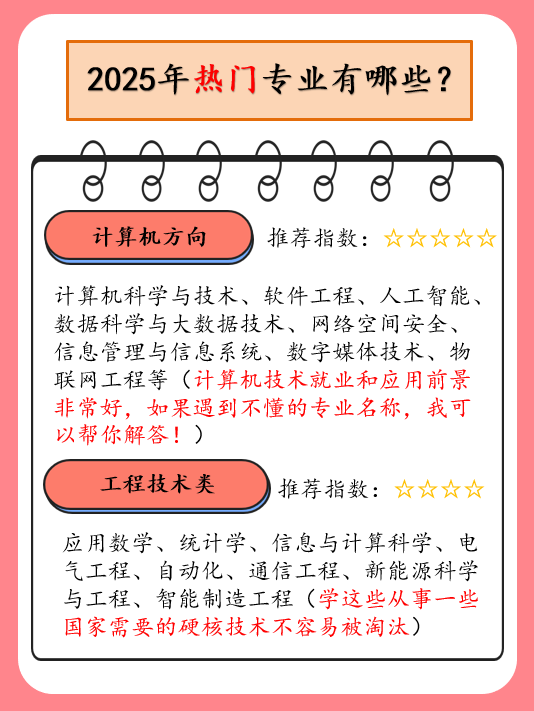 2025年热门专业有哪些？
计算机方向
推荐指数：☆☆☆☆☆
计算机科学与技术、软件工程、人工智能、
数据科学与大数据技术、网络空间安全、
信息管理与信息系统、数字媒体技术、物
联网工程等（计算机技术就业和应用前景
非常好，如果遇到不懂的专业名称，我可
以帮你解答！）
工程技术类
推荐指数：☆☆☆☆
应用数学、统计学、信息与计算科学、电
气工程、自动化、通信工程、新能源科学
与工程、智能制造工程（学这些从事一些
国家需要的硬核技术不容易被淘汰）